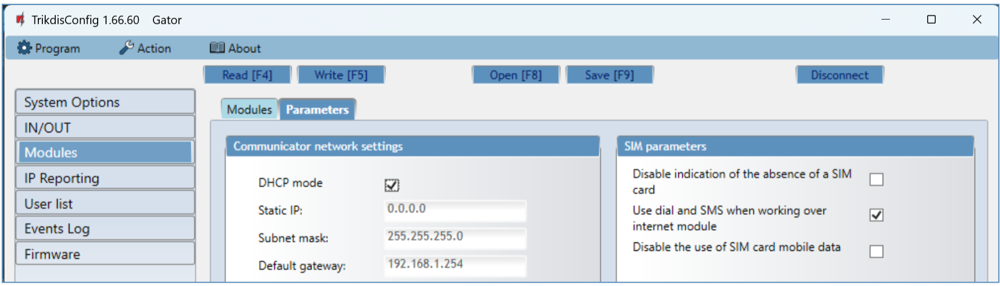 TrikdisConfig 1.66.60 Gator
Program Action About
Read [F4] Write [F5] Open [F8] Save [F9] Disconnect
System Options
IN/OUT
Modules
IP Reporting
User list
Events Log
Firmware
Modules Parameters
Communicator network settings
DHCP mode
Static IP: 0.0.0.0
Subnet mask: 255.255.255.0
Default gateway: 192.168.1.254
SIM parameters
Disable indication of the absence of a SIM
card
Use dial and SMS when working over
internet module
Disable the use of SIM card mobile data